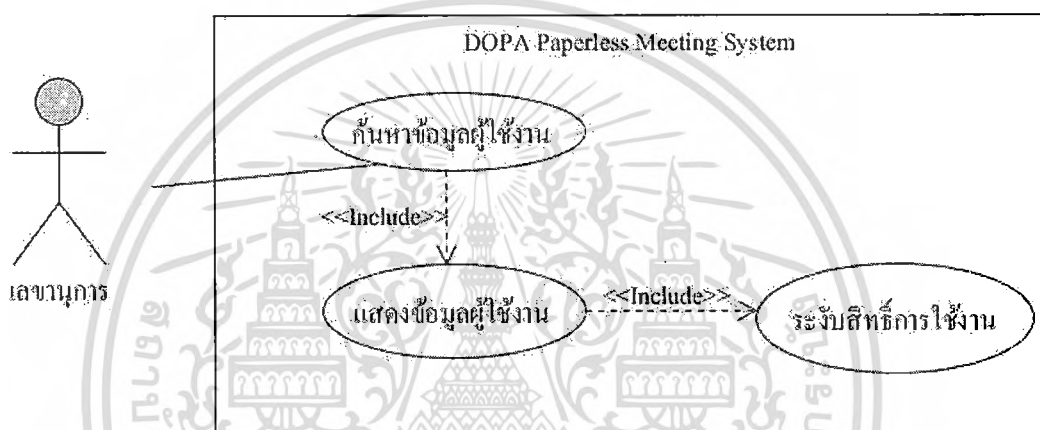 DOPA Paperless Meeting System
ค้นหาข้อมูลผู้ใช้งาน
<<Include>>
เลขานุการ
แสดงข้อมูลผู้ใช้งาน
<<Include>>
ระงับสิทธิ์การใช้งาน